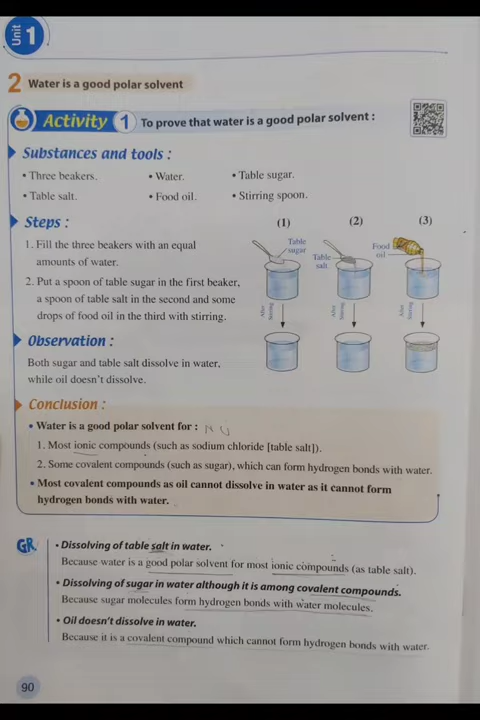 Unit 1
2 Water is a good polar solvent
Activity 1 To prove that water is a good polar solvent :
Substances and tools :
• Three beakers. • Water. • Table sugar.
• Table salt. • Food oil. • Stirring spoon.
Steps :
(1) (2) (3)
1. Fill the three beakers with an equal
amounts of water.
2. Put a spoon of table sugar in the first beaker,
a spoon of table salt in the second and some
drops of food oil in the third with stirring.
Table
sugar
Table
salt
Food
oil
After
Stirring
After
Stirring
After
Stirring
Observation :
Both sugar and table salt dissolve in water,
while oil doesn't dissolve.
Conclusion :
• Water is a good polar solvent for :
1. Most ionic compounds (such as sodium chloride [table salt]).
2. Some covalent compounds (such as sugar), which can form hydrogen bonds with water.
• Most covalent compounds as oil cannot dissolve in water as it cannot form
hydrogen bonds with water.
GR
• Dissolving of table salt in water.
Because water is a good polar solvent for most ionic compounds (as table salt).
• Dissolving of sugar in water although it is among covalent compounds.
Because sugar molecules form hydrogen bonds with water molecules.
• Oil doesn't dissolve in water.
Because it is a covalent compound which cannot form hydrogen bonds with water.
90